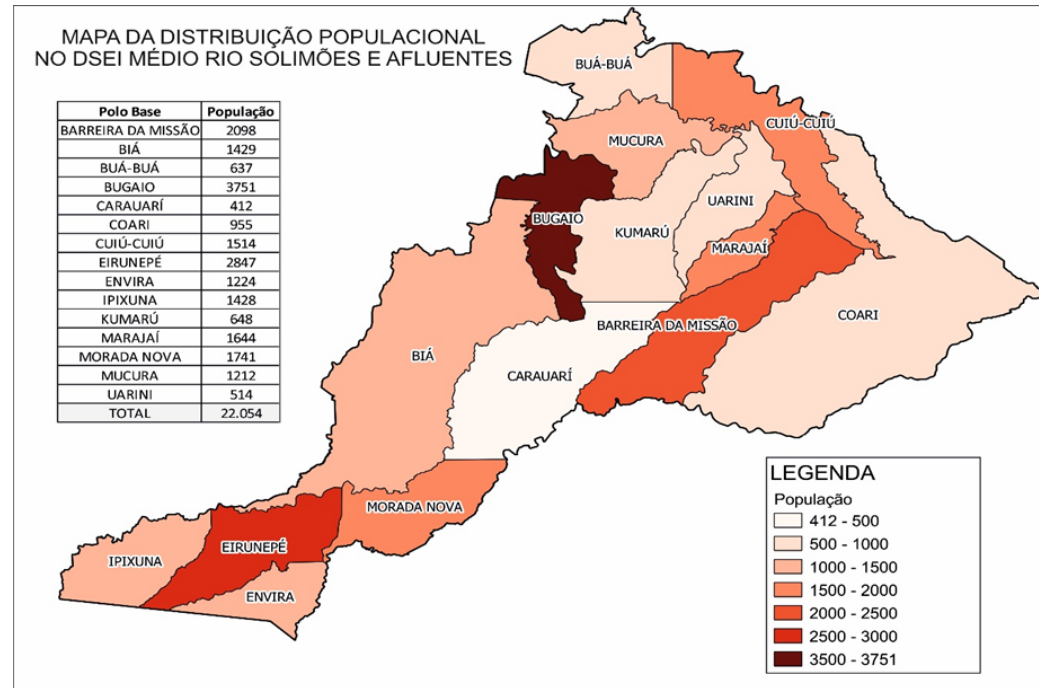 MAPA DA DISTRIBUIÇÃO POPULACIONAL
NO DSEI MÉDIO RIO SOLIMÕES E AFLUENTES
Polo Base População
BARREIRA DA MISSÃO 2098
BIÁ 1429
BUÁ-BUÁ 637
BUGAIO 3751
CARAUARÍ 412
COARI 955
CUIÚ-CUIÚ 1514
EIRUNEPÉ 2847
ENVIRA 1224
IPIXUNA 1428
KUMARÚ 648
MARAJAÍ 1644
MORADA NOVA 1741
MUCURA 1212
UARINI 514
TOTAL 22.054
BUÁ-BUÁ
CUIÚ-CUIÚ
MUCURA
UARINI
BUGAIO
KUMARÚ
MARAJAÍ
COARI
BARREIRA DA MISSÃO
BIÁ
CARAUARÍ
MORADA NOVA
EIRUNEPÉ
IPIXUNA
ENVIRA
LEGENDA
População
412 - 500
500 - 1000
1000 - 1500
1500 - 2000
2000 - 2500
2500 - 3000
3500 - 3751